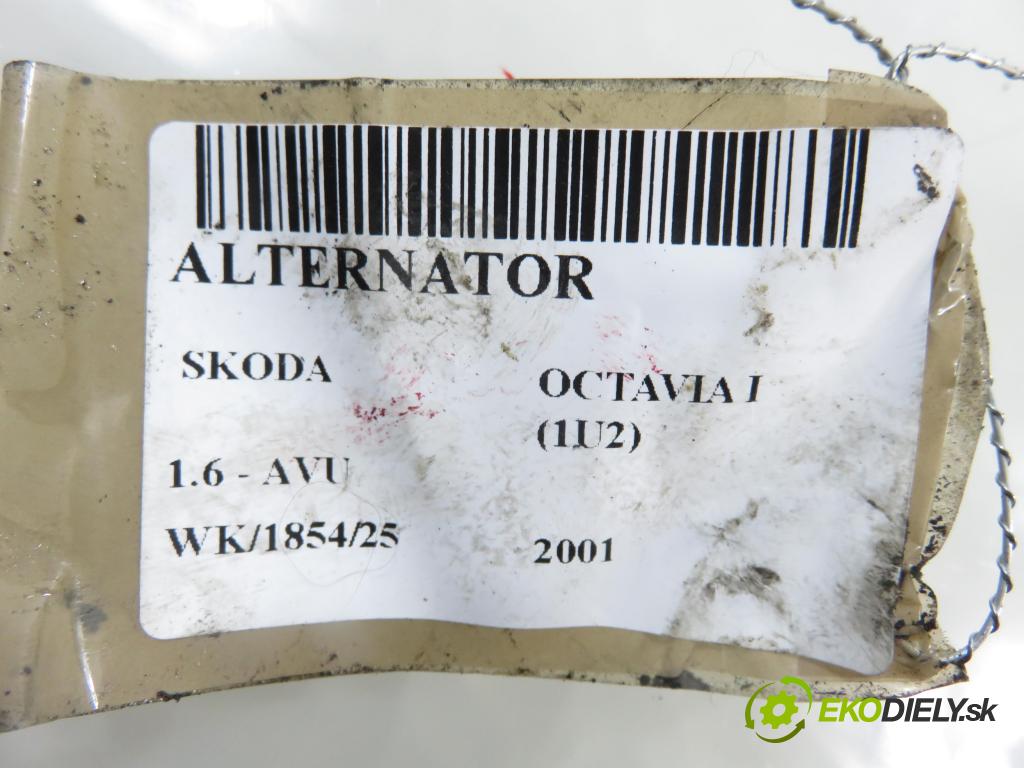 ALTERNATOR
SKODA
OCTAVIA I
(1U2)
1.6 - AVU
WK/1854/25
2001
EKODIELY.sk